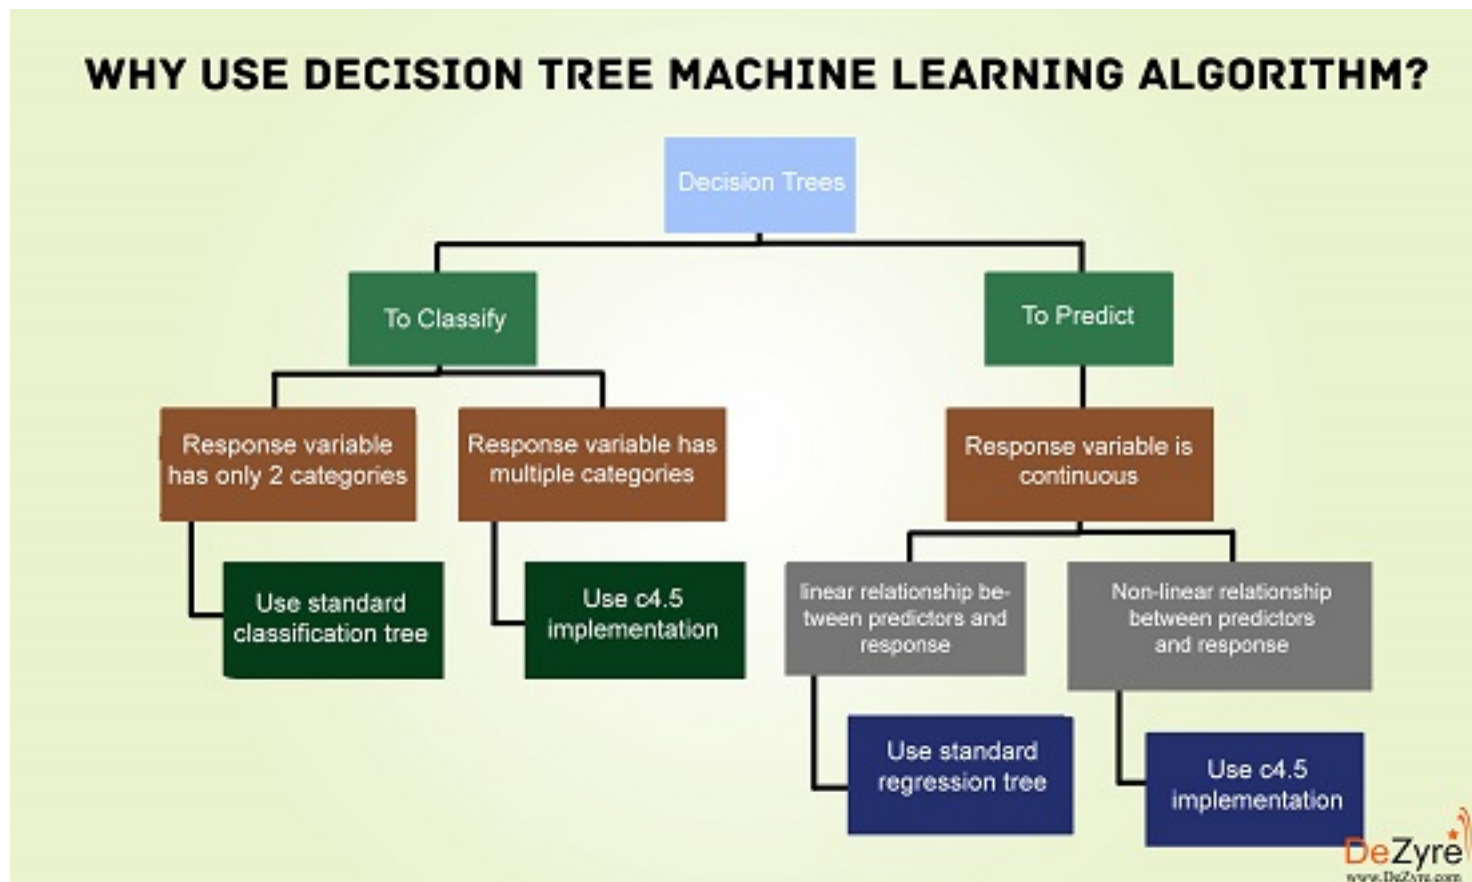 WHY USE DECISION TREE MACHINE LEARNING ALGORITHM?
Decision Trees
To Classify
To Predict
Response variable
has only 2 categories
Response variable has
multiple categories
Response variable is
continuous
Use standard
classification tree
Use c4.5
implementation
linear relationship be-
tween predictors and
response
Non-linear relationship
between predictors
and response
Use standard
regression tree
Use c4.5
implementation
DeZyre
www.DeZyre.com